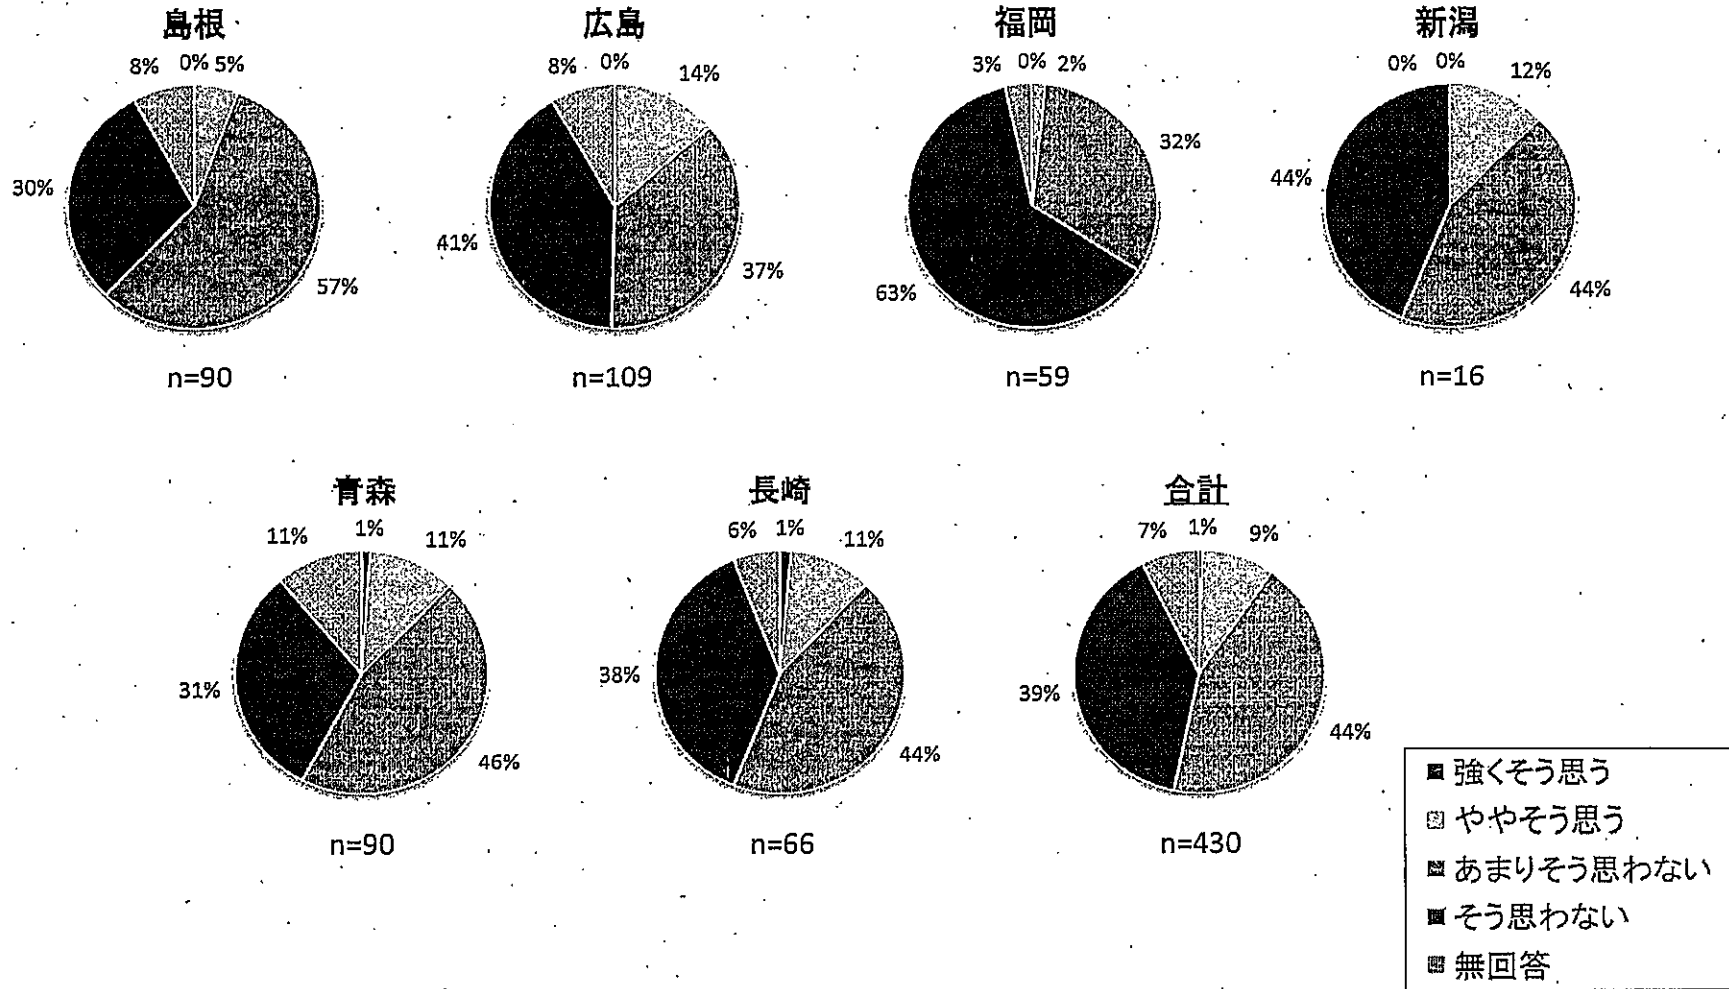 島根
8% 0% 5%
30%
57%
n=90
広島
8% 0% 14%
41%
37%
n=109
福岡
3% 0% 2%
32%
63%
n=59
新潟
0% 0% 12%
44%
44%
n=16
青森
11% 1% 11%
31%
46%
n=90
長崎
6% 1% 11%
38%
44%
n=66
合計
7% 1% 9%
39%
44%
n=430
強くそう思う
ややそう思う
あまりそう思わない
そう思わない
無回答